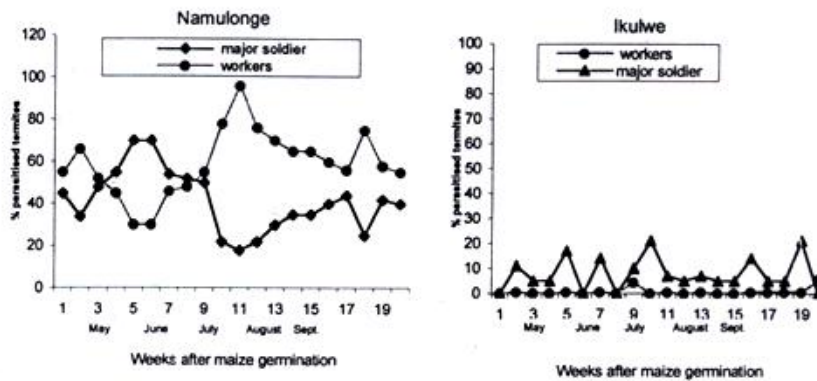 Namulonge
120
100
80
60
40
20
0
% parasitised termites
major soldier
workers
1 3 5 7 9 11 13 15 17 19
May June July August Sept.
Weeks after maize germination
Ikulwe
100
90
80
70
60
50
40
30
20
10
0
% parasitised termites
workers
major soldier
1 3 5 7 9 11 13 15 17 19
May June July August Sept.
Weeks after maize germination